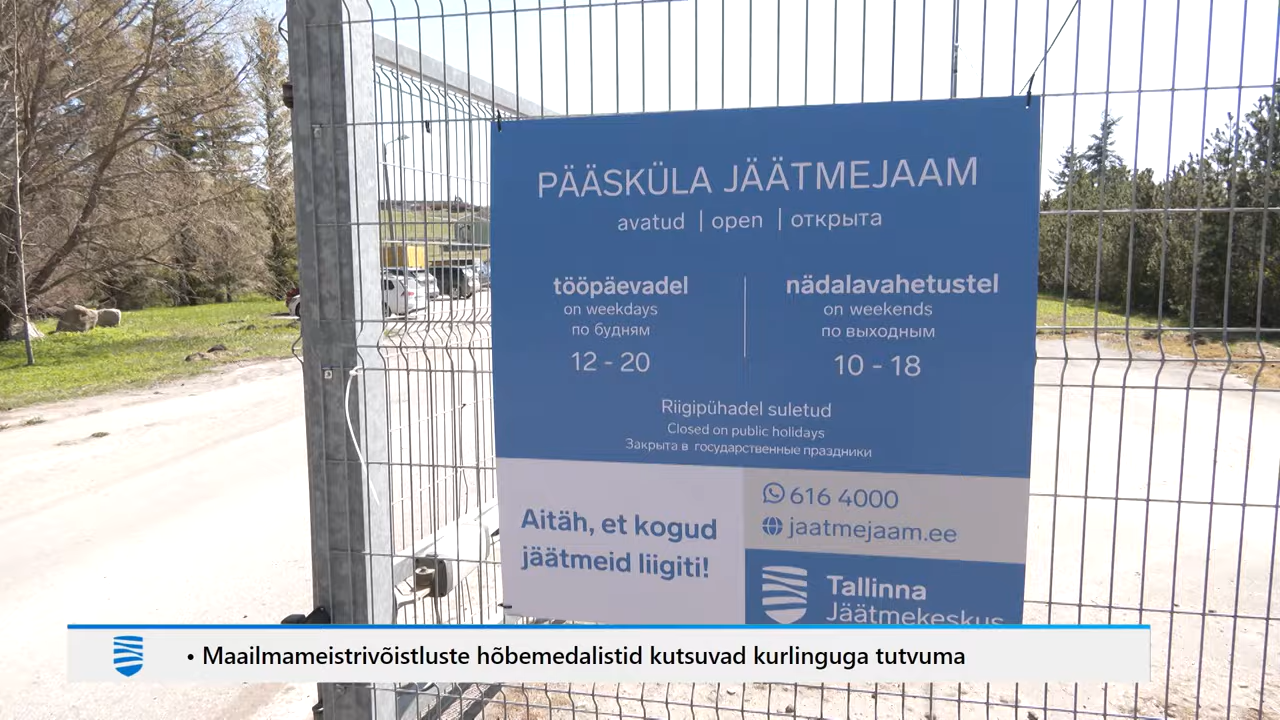 PÄÄSKÜLA JÄÄTMEJAAM
avatud | open | открыта
tööpäevadel
on weekdays
по будням
12 - 20
nädalavahetustel
on weekends
по выходным
10 - 18
Riigipühadel suletud
Closed on public holidays
Закрыта в государственные праздники
Aitäh, et kogud
jäätmeid liigiti!
616 4000
jaatmejaam.ee
Tallinna
Jäätmekeskus
• Maailmameistrivõistluste hõbemedalistid kutsuvad kurlinguga tutvuma